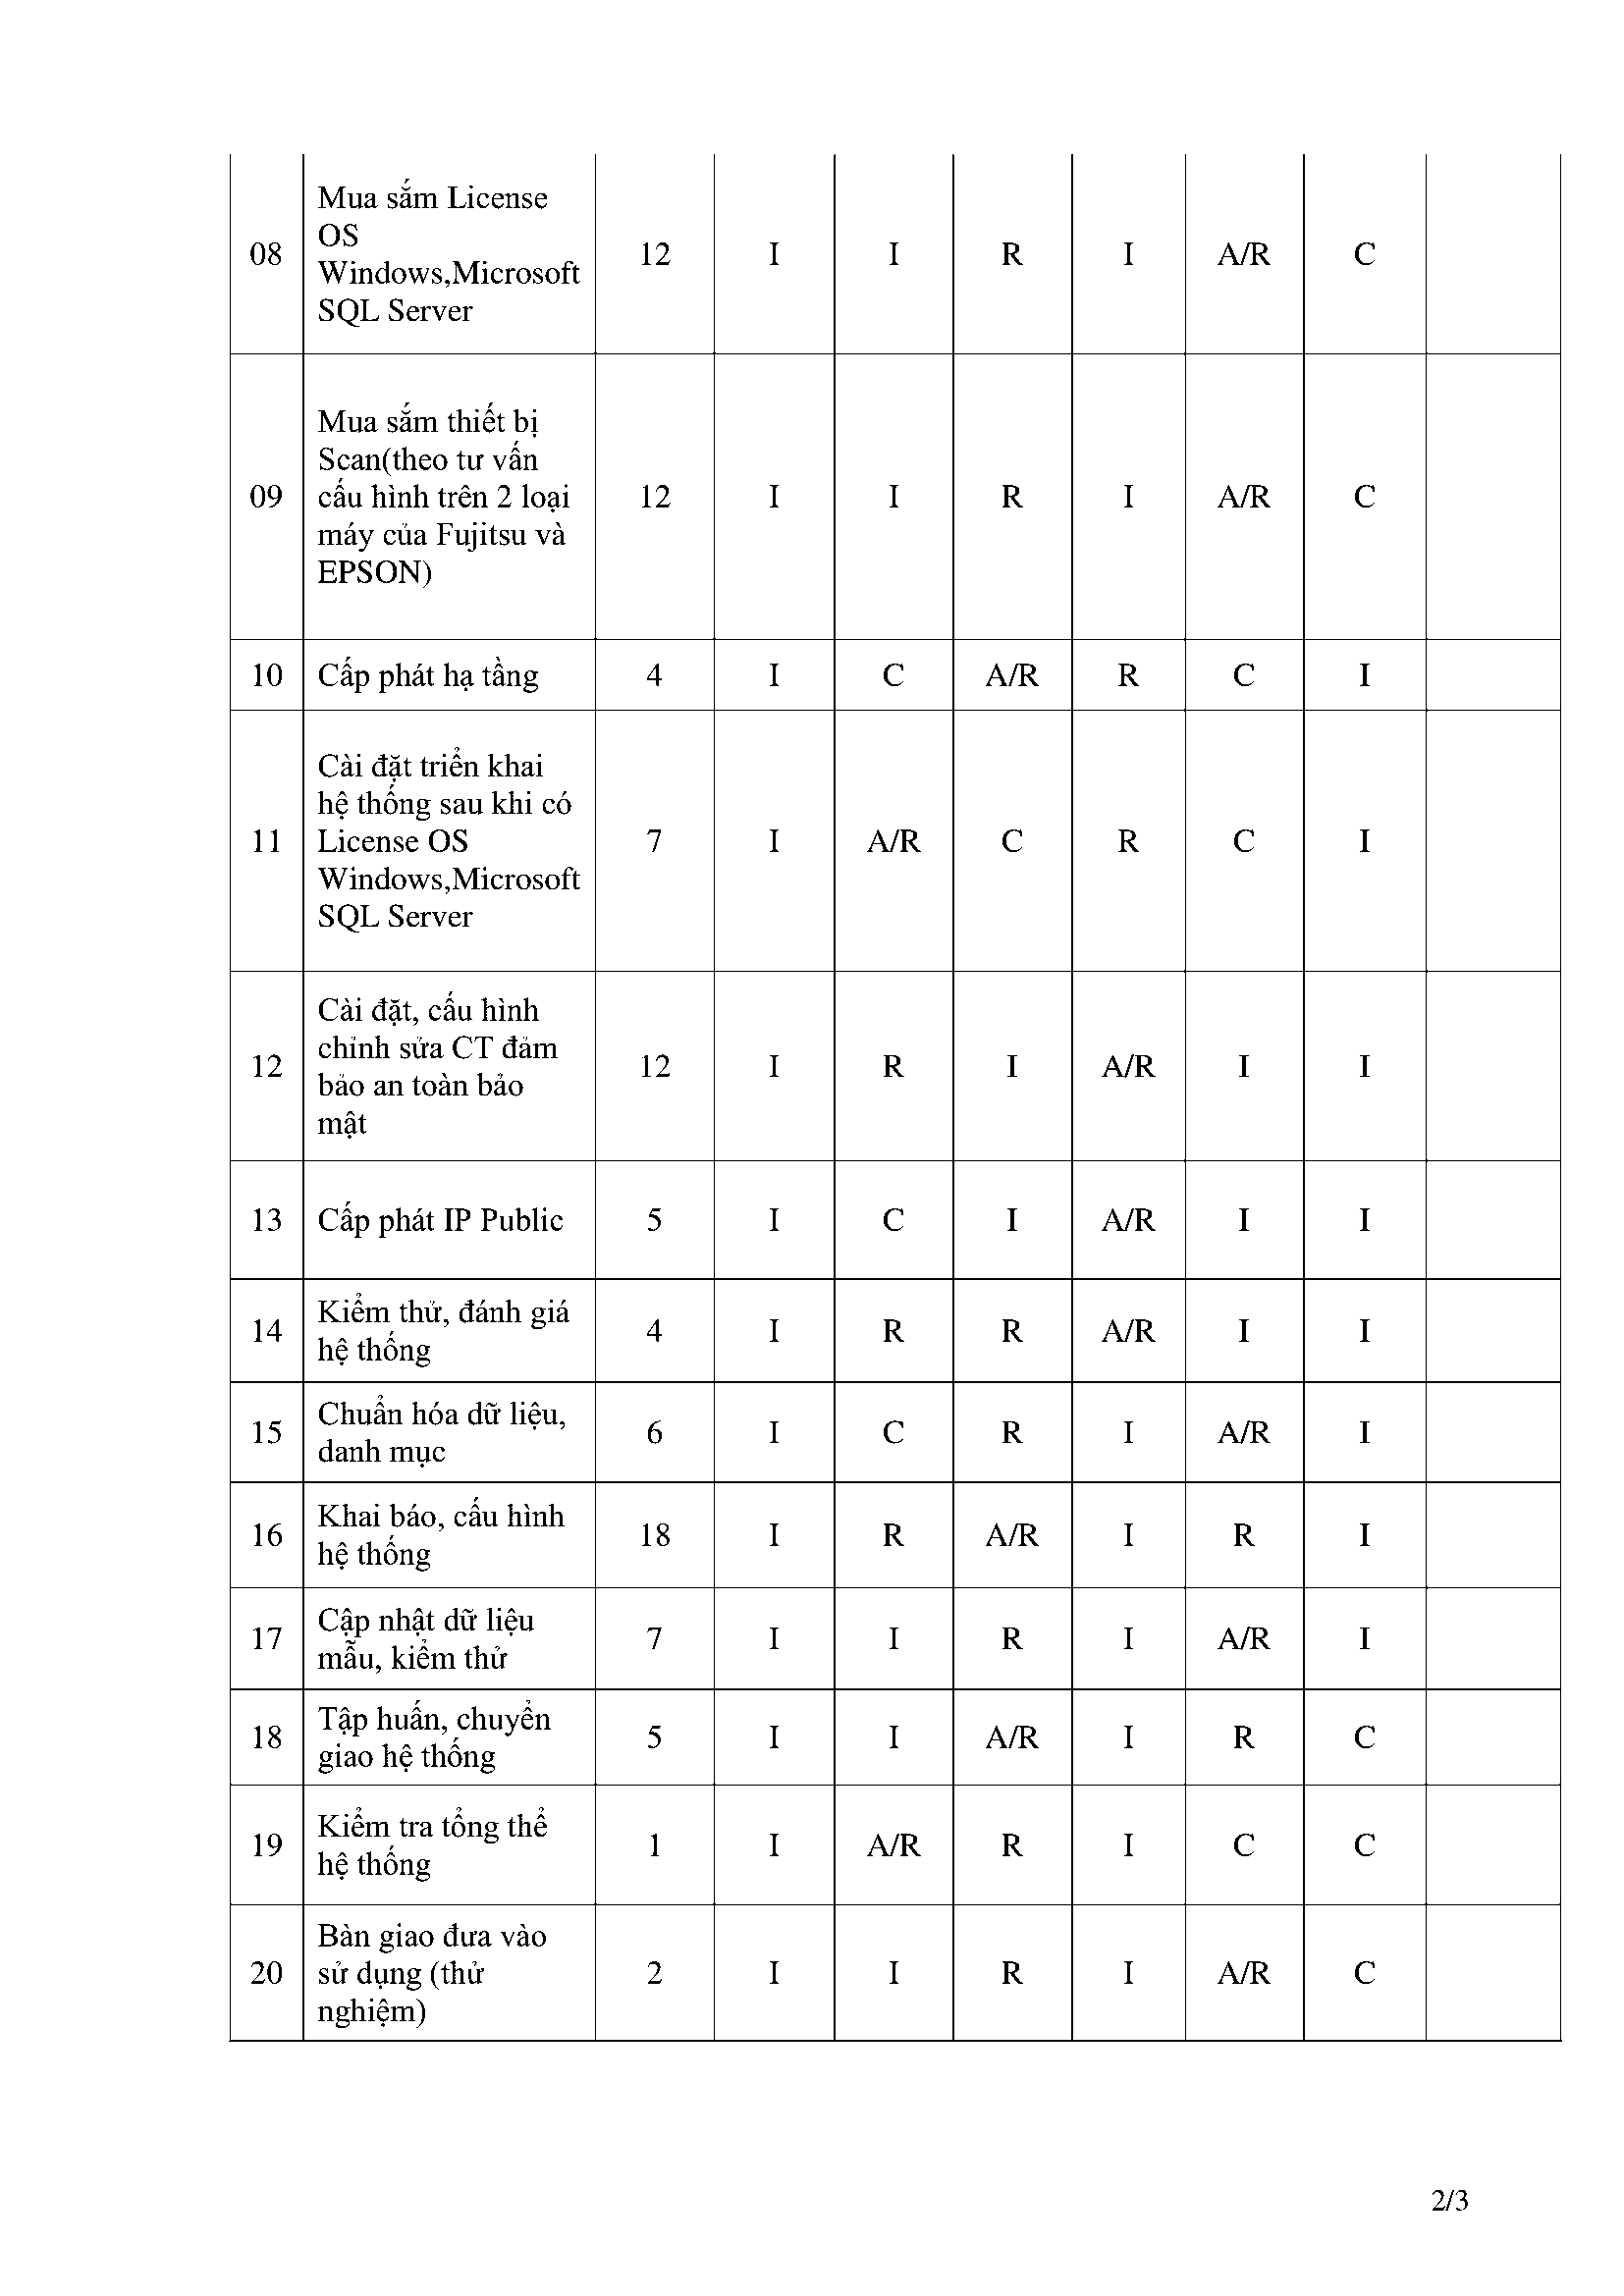 Mua sắm License
OS
08 Windows,Microsoft 12 I I R I A/R C
SQL Server
Mua sắm thiết bị
Scan(theo tư vấn
09 cấu hình trên 2 loại 12 I I R I A/R C
máy của Fujitsu và
EPSON)
10 Cấp phát hạ tầng 4 I C A/R R C I
Cài đặt triển khai
hệ thống sau khi có
11 License OS 7 I A/R C R C I
Windows,Microsoft
SQL Server
Cài đặt, cấu hình
chỉnh sửa CT đảm
12 bảo an toàn bảo 12 I R I A/R I I
mật
13 Cấp phát IP Public 5 I C I A/R I I
14 Kiểm thử, đánh giá 4 I R R A/R I I
hệ thống
15 Chuẩn hóa dữ liệu, 6 I C R I A/R I
danh mục
16 Khai báo, cấu hình 18 I R A/R I R I
hệ thống
17 Cập nhật dữ liệu 7 I I R I A/R I
mẫu, kiểm thử
18 Tập huấn, chuyển 5 I I A/R I R C
giao hệ thống
19 Kiểm tra tổng thể 1 I A/R R I C C
hệ thống
Bàn giao đưa vào
20 sử dụng (thử 2 I I R I A/R C
nghiệm)
2/3